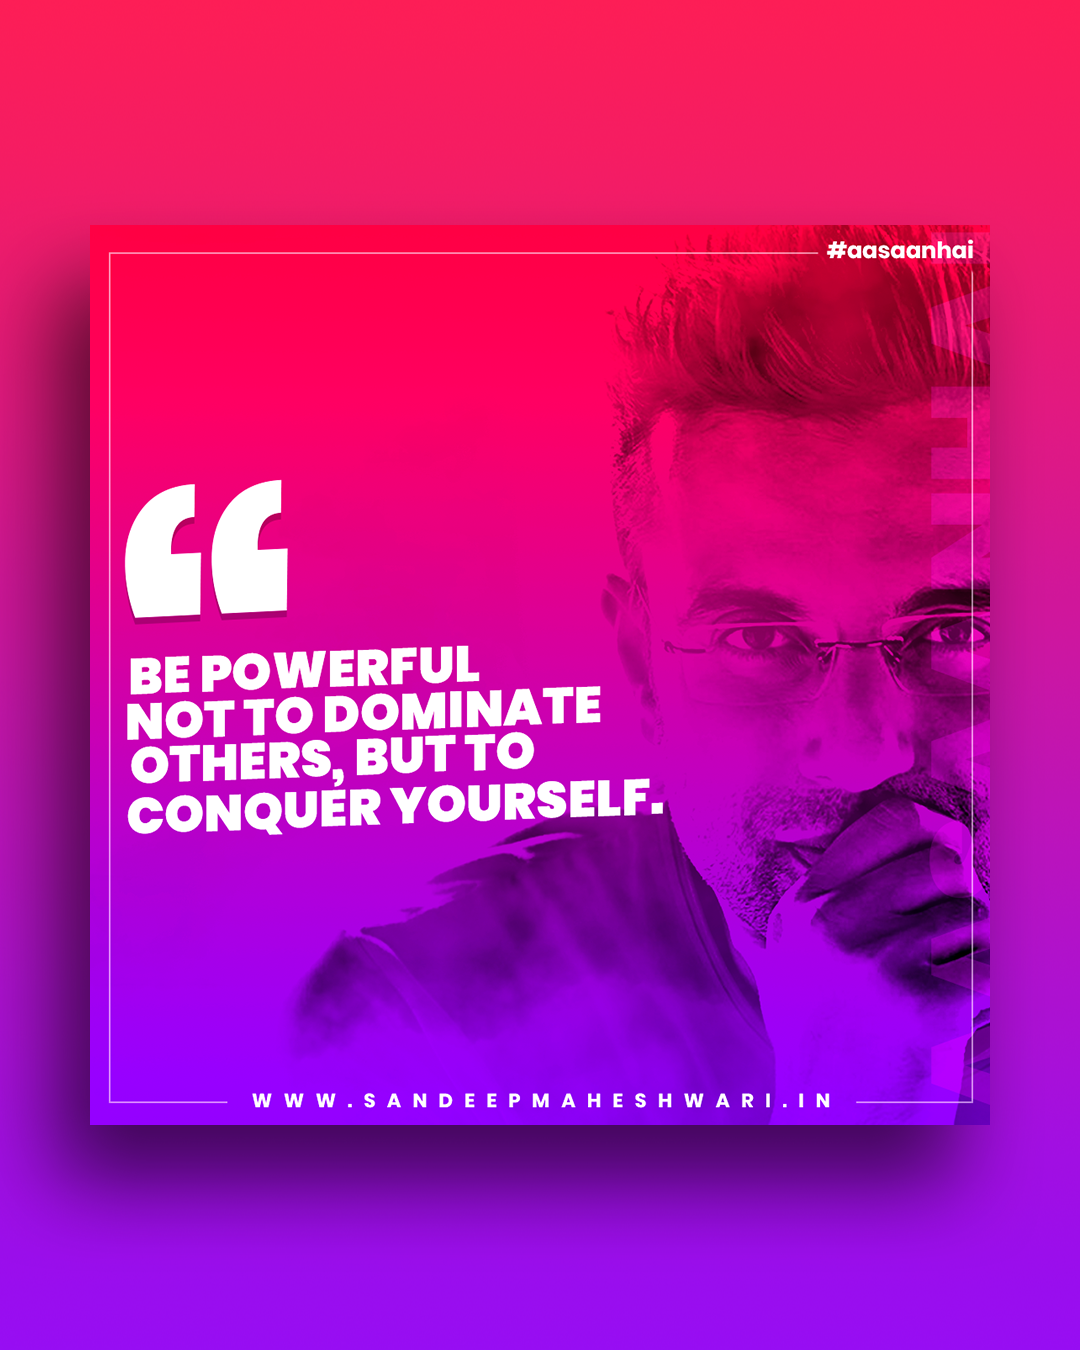 #aasaanhai
“
BE POWERFUL
NOT TO DOMINATE
OTHERS, BUT TO
CONQUER YOURSELF.
WWW.SANDEEPMAHESHWARI.IN